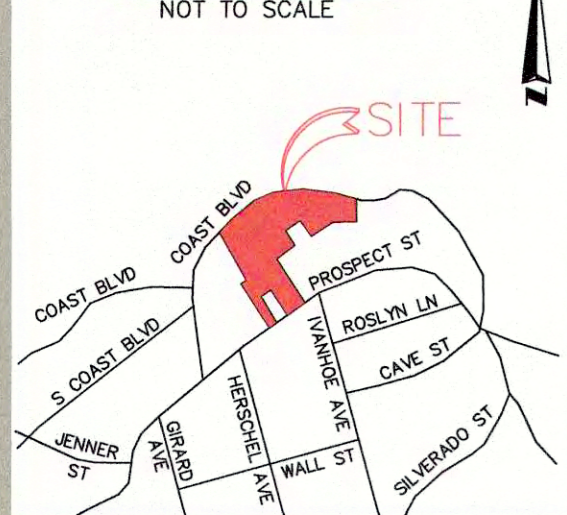 NOT TO SCALE
N
SITE
COAST BLVD
COAST BLVD
PROSPECT ST
S COAST BLVD
ROSLYN LN
IVANHOE AVE
CAVE ST
HERSCHEL AVE
GIRARD AVE
JENNER
ST
WALL ST
SILVERADO ST